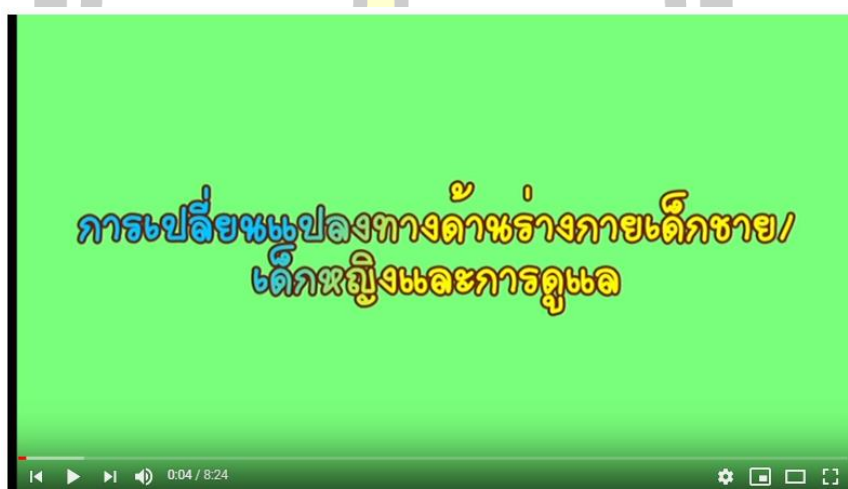 การเปลี่ยนแปลงทางด้านร่างกายเด็กชาย/
เด็กหญิงและการดูแล
0:04 / 8:24